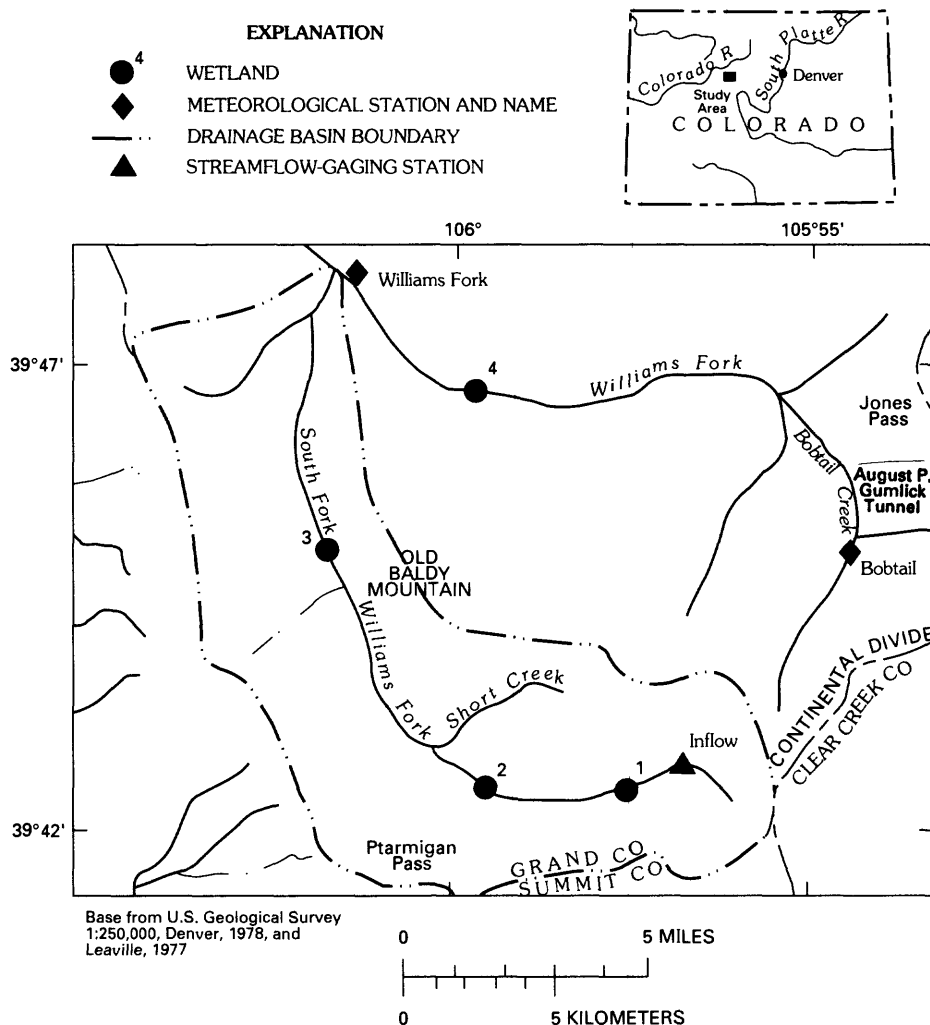 EXPLANATION
4
WETLAND
METEOROLOGICAL STATION AND NAME
DRAINAGE BASIN BOUNDARY
STREAMFLOW-GAGING STATION
Colorado R
South Platte R
Denver
Study
Area
COLORADO
106°
105°55'
39°47'
39°42'
Williams Fork
4
Williams Fork
Jones
Pass
Bobtail Creek
August P.
Gumlick
Tunnel
South Fork
3
OLD
BALDY
MOUNTAIN
Bobtail
Williams Fork
Short Creek
CONTINENTAL DIVIDE
CLEAR CREEK CO
Inflow
2
1
Ptarmigan
Pass
GRAND CO
SUMMIT CO
Base from U.S. Geological Survey
1:250,000, Denver, 1978, and
Leaville, 1977
0
5 MILES
0
5 KILOMETERS